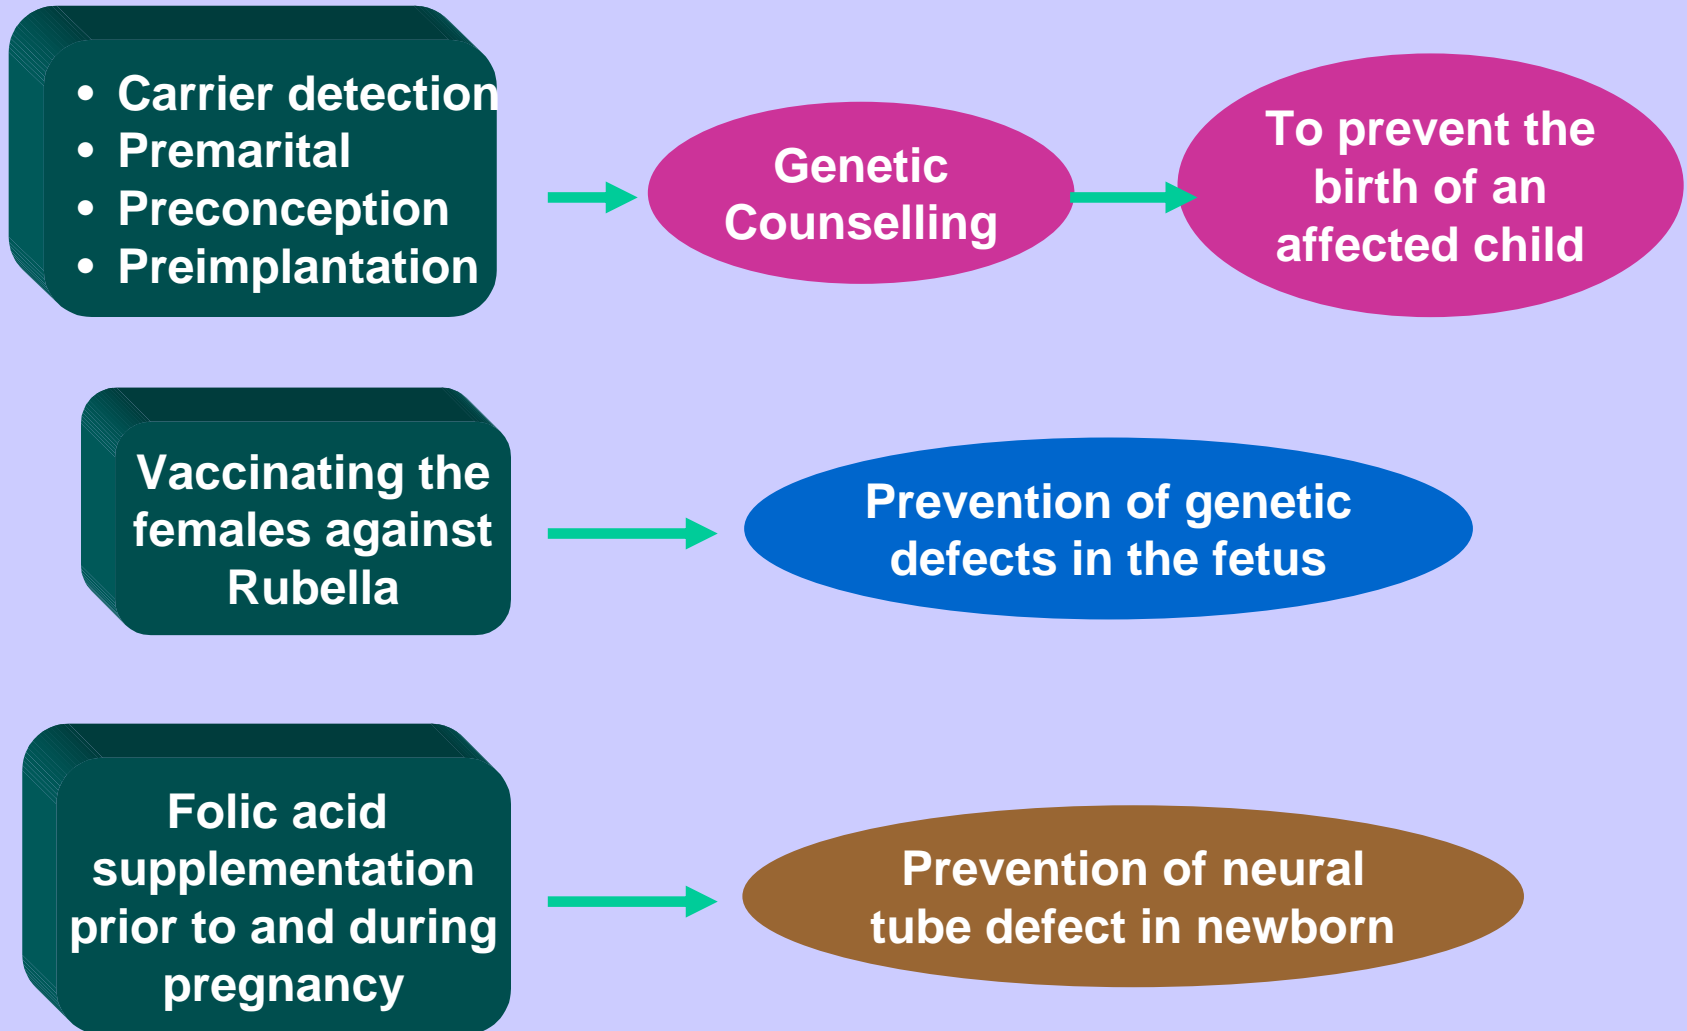 • Carrier detection
• Premarital
• Preconception
• Preimplantation
Genetic
Counselling
To prevent the
birth of an
affected child
Vaccinating the
females against
Rubella
Prevention of genetic
defects in the fetus
Folic acid
supplementation
prior to and during
pregnancy
Prevention of neural
tube defect in newborn